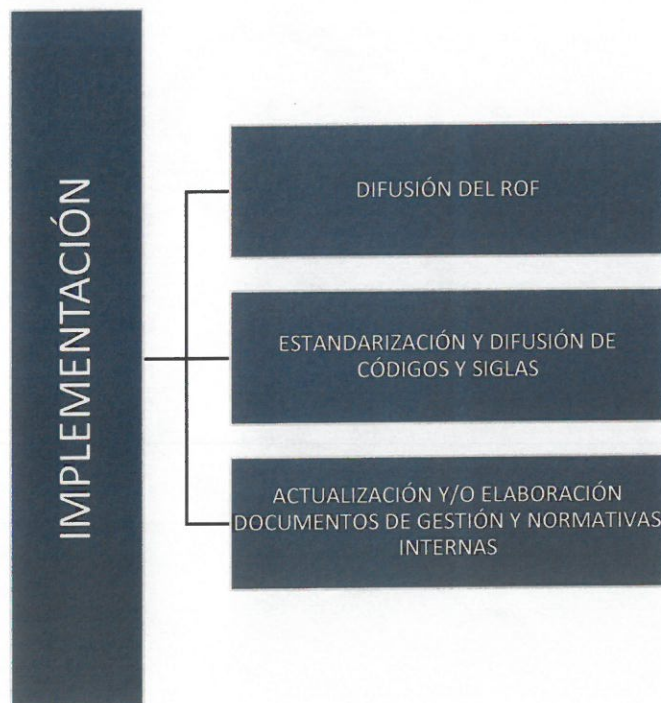 IMPLEMENTACIÓN
DIFUSIÓN DEL ROF
ESTANDARIZACIÓN Y DIFUSIÓN DE
CÓDIGOS Y SIGLAS
ACTUALIZACIÓN Y/O ELABORACIÓN
DOCUMENTOS DE GESTIÓN Y NORMATIVAS
INTERNAS